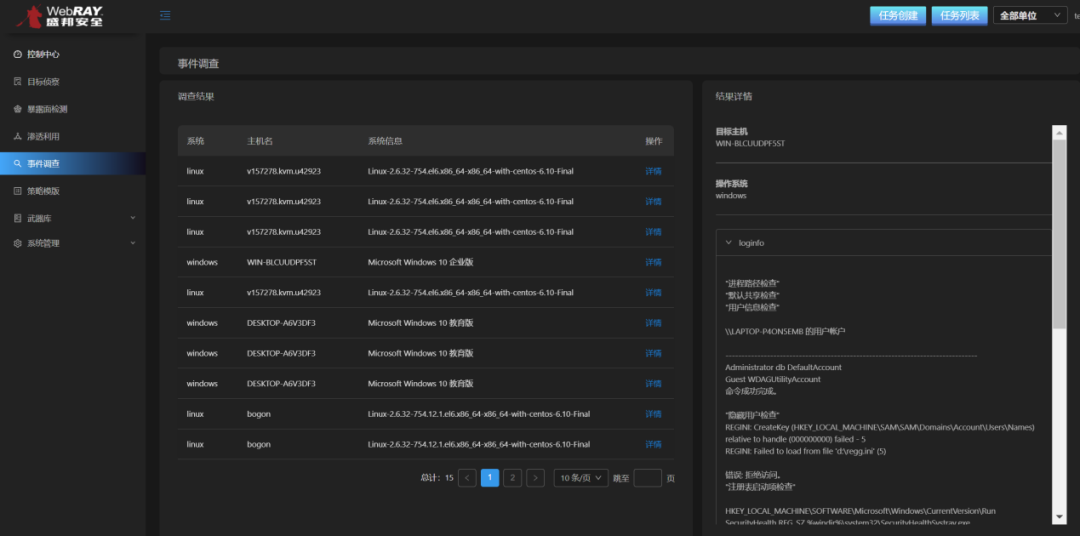 WebRAY
盛邦安全
任务创建
任务列表
全部单位
控制中心
目标侦察
暴露面检测
渗透利用
事件调查
策略模版
武器库
系统管理
事件调查
调查结果
系统 主机名 系统信息 操作
linux v157278.kvm.u42923 Linux-2.6.32-754.el6.x86_64-x86_64-with-centos-6.10-Final 详情
linux v157278.kvm.u42923 Linux-2.6.32-754.el6.x86_64-x86_64-with-centos-6.10-Final 详情
linux v157278.kvm.u42923 Linux-2.6.32-754.el6.x86_64-x86_64-with-centos-6.10-Final 详情
windows WIN-BLCUUDPF5ST Microsoft Windows 10 企业版 详情
linux v157278.kvm.u42923 Linux-2.6.32-754.el6.x86_64-x86_64-with-centos-6.10-Final 详情
windows DESKTOP-A6V3DF3 Microsoft Windows 10 教育版 详情
windows DESKTOP-A6V3DF3 Microsoft Windows 10 教育版 详情
windows DESKTOP-A6V3DF3 Microsoft Windows 10 教育版 详情
linux bogon Linux-2.6.32-754.12.1.el6.x86_64-x86_64-with-centos-6.10-Final 详情
linux bogon Linux-2.6.32-754.12.1.el6.x86_64-x86_64-with-centos-6.10-Final 详情
总计: 15 < 1 2 > 10 条/页 跳至 页
结果详情
目标主机
WIN-BLCUUDPF5ST
操作系统
windows
loginfo
"进程路径检查"
"默认共享检查"
"用户信息检查"
\\LAPTOP-P4ON5EMB 的用户帐户
-------------------------------------------------------------------------------
Administrator db DefaultAccount
Guest WDAGUtilityAccount
命令成功完成。
"隐藏用户检查"
REGINI: CreateKey (HKEY_LOCAL_MACHINE\SAM\SAM\Domains\Account\Users\Names)
relative to handle (000000000) failed - 5
REGINI: Failed to load from file 'd:\regg.ini' (5)
错误: 拒绝访问。
"注册表启动项检查"
HKEY_LOCAL_MACHINE\SOFTWARE\Microsoft\Windows\CurrentVersion\Run
SecurityHealth REG_SZ %windir%\system32\SecurityHealthSystray.exe